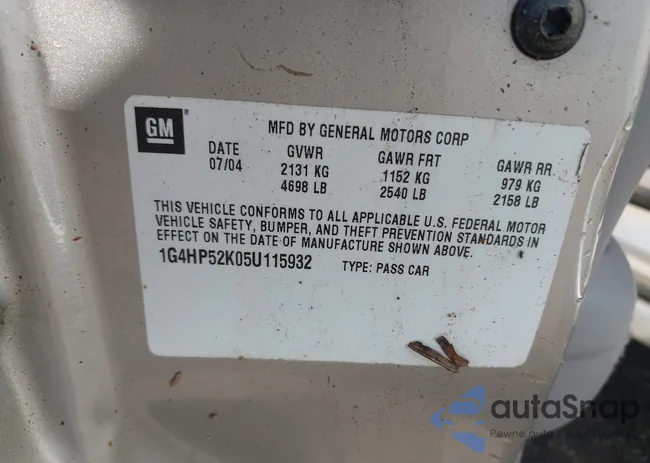 GM
MFD BY GENERAL MOTORS CORP
DATE GVWR GAWR FRT GAWR RR
07/04 2131 KG 1152 KG 979 KG
4698 LB 2540 LB 2158 LB
THIS VEHICLE CONFORMS TO ALL APPLICABLE U.S. FEDERAL MOTOR
VEHICLE SAFETY, BUMPER, AND THEFT PREVENTION STANDARDS IN
EFFECT ON THE DATE OF MANUFACTURE SHOWN ABOVE.
1G4HP52K05U115932 TYPE: PASS CAR
autoSnap
Pewne auto